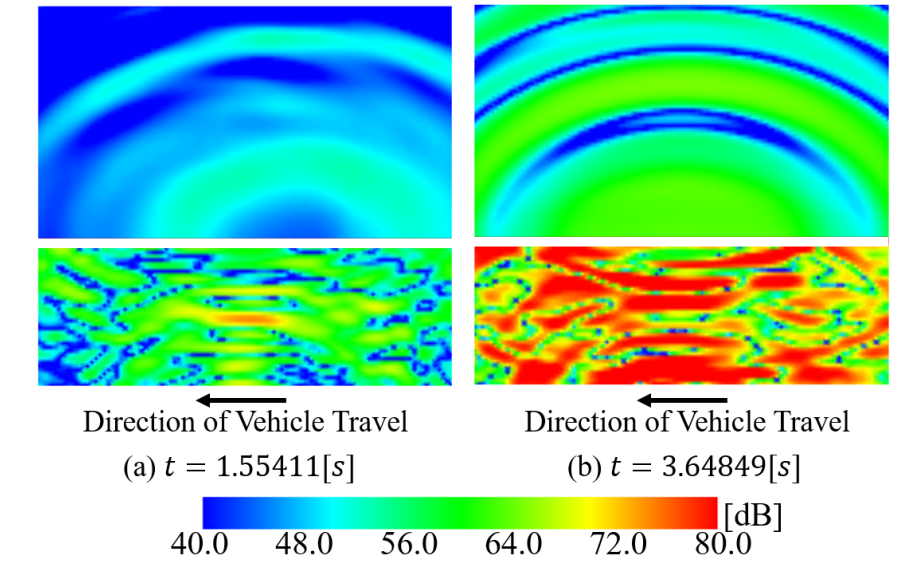 Direction of Vehicle Travel
Direction of Vehicle Travel
(a) t = 1.55411[s]
(b) t = 3.64849[s]
[dB]
40.0 48.0 56.0 64.0 72.0 80.0